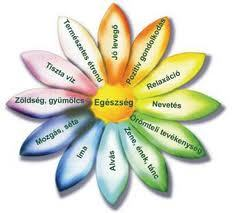 Jó levegő
Pozitív gondolkodás
Relaxáció
Nevetés
Örömteli tevékenység
Zene, ének, tánc
Alvás
Ima
Mozgás, séta
Zöldség, gyümölcs
Tiszta víz
Természetes étrend
Egészség